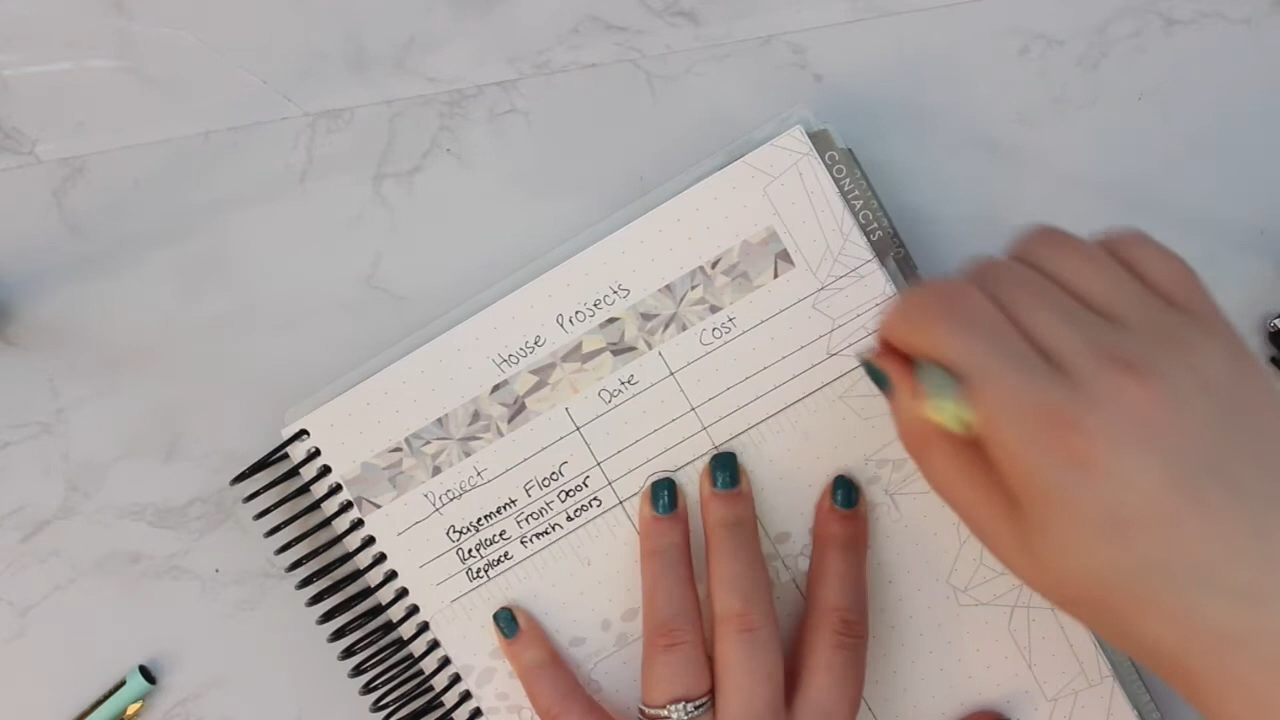 House Projects
Project Date Cost
Basement Floor
Replace Front Door
Replace french doors
CONTACTS